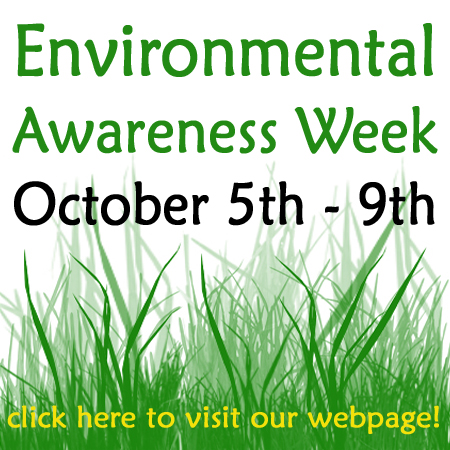 Environmental
Awareness Week
October 5th - 9th
click here to visit our webpage!